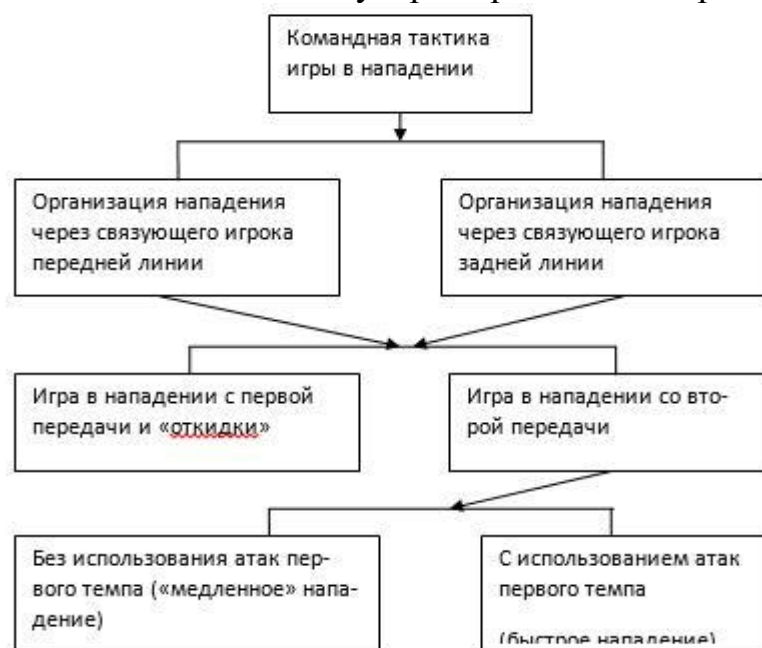 Командная тактика
игры в нападении
Организация нападения
через связующего игрока
передней линии
Организация нападения
через связующего игрока
задней линии
Игра в нападении с первой
передачи и «откидки»
Игра в нападении со вто-
рой передачи
Без использования атак пер-
вого темпа («медленное» напа-
дение)
С использованием атак
первого темпа
(быстрое нападение)